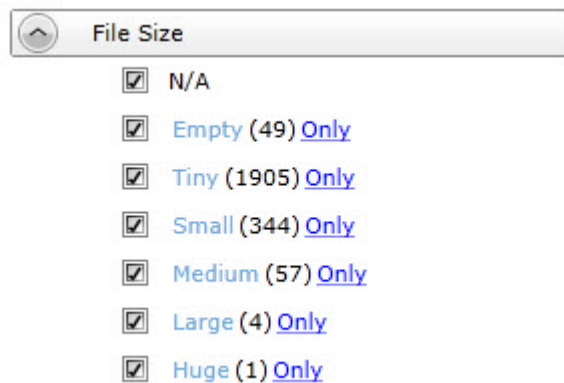 File Size
N/A
Empty (49) Only
Tiny (1905) Only
Small (344) Only
Medium (57) Only
Large (4) Only
Huge (1) Only